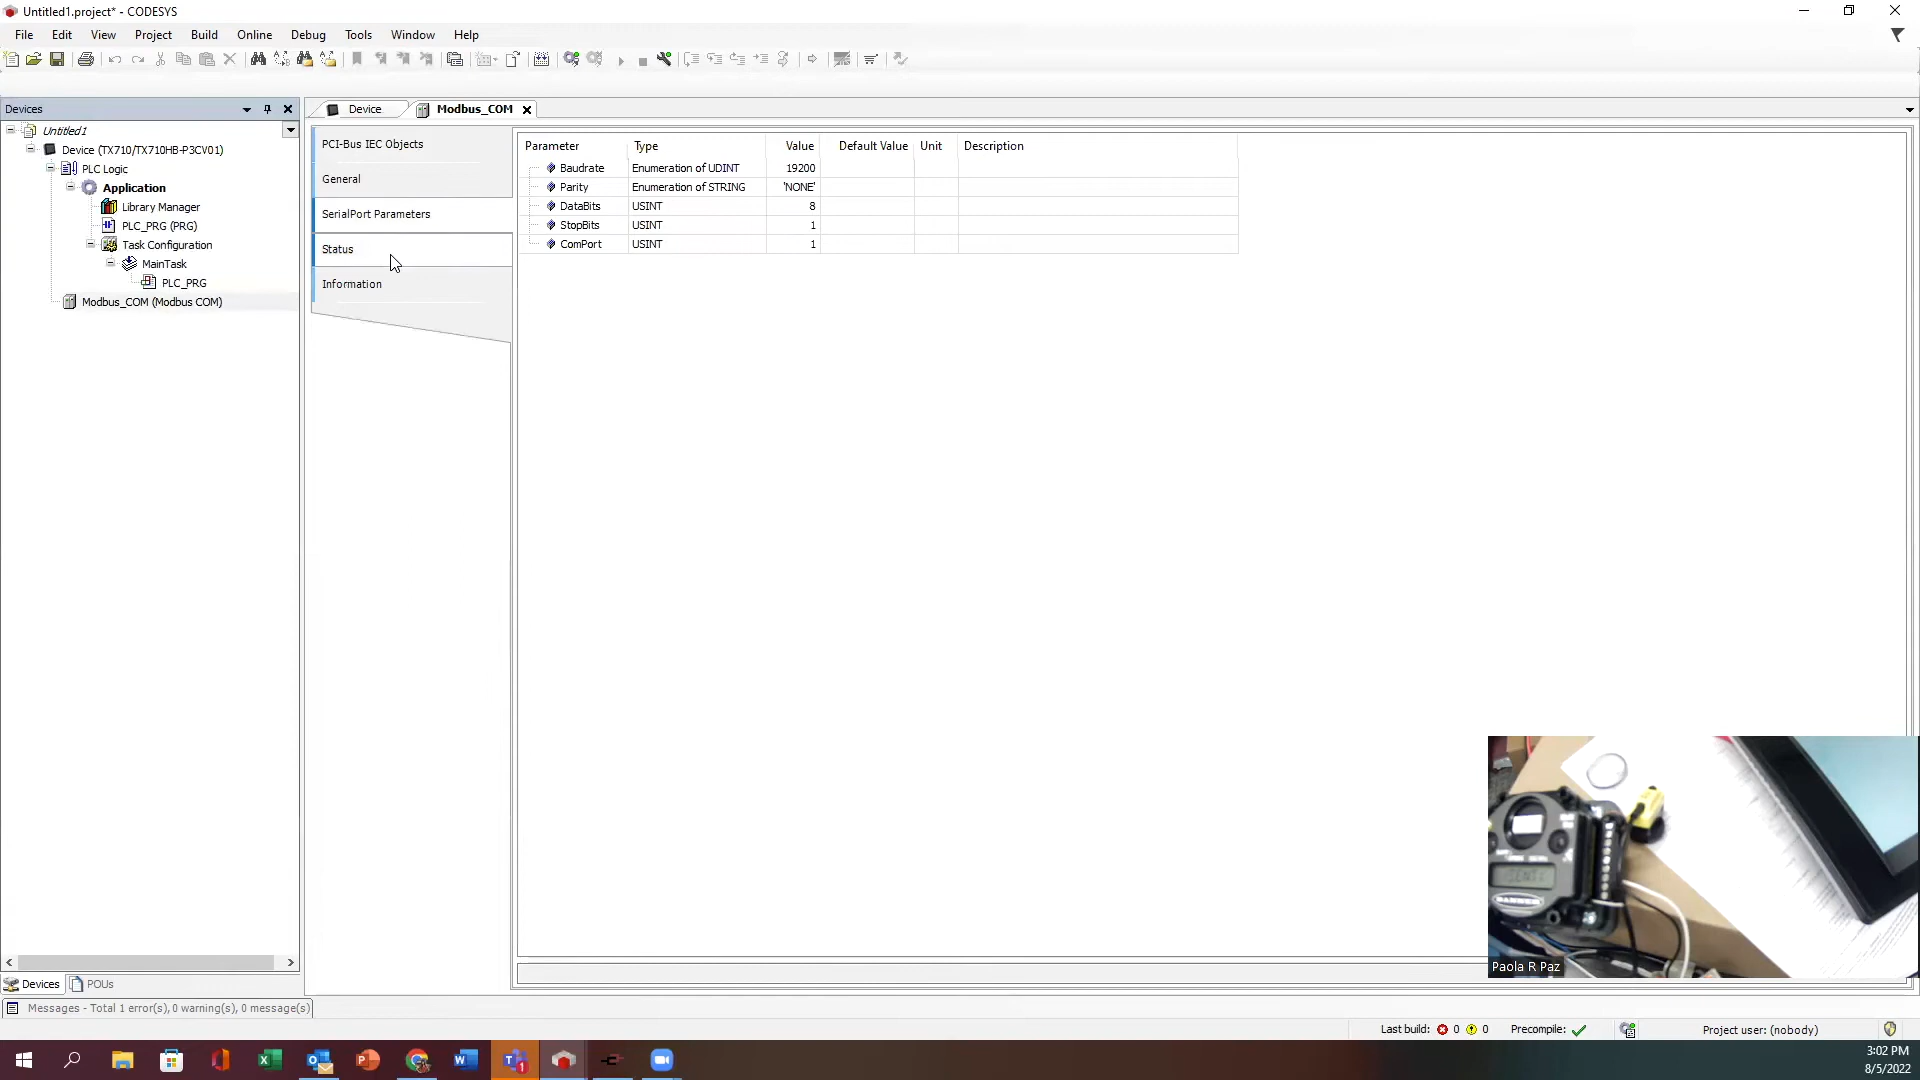 Untitled1.project* - CODESYS
File Edit View Project Build Online Debug Tools Window Help
Devices
Untitled1
Device (TX710/TX710HB-P3CV01)
PLC Logic
Application
Library Manager
PLC_PRG (PRG)
Task Configuration
MainTask
PLC_PRG
Modbus_COM (Modbus COM)
Devices POUs
Device Modbus_COM
PCI-Bus IEC Objects
General
SerialPort Parameters
Status
Information
Parameter Type Value Default Value Unit Description
Baudrate Enumeration of UDINT 19200
Parity Enumeration of STRING 'NONE'
DataBits USINT 8
StopBits USINT 1
ComPort USINT 1
BANNER
Paola R Paz
Messages - Total 1 error(s), 0 warning(s), 0 message(s)
Last build: 0 0 Precompile: Project user: (nobody)
3:02 PM
8/5/2022